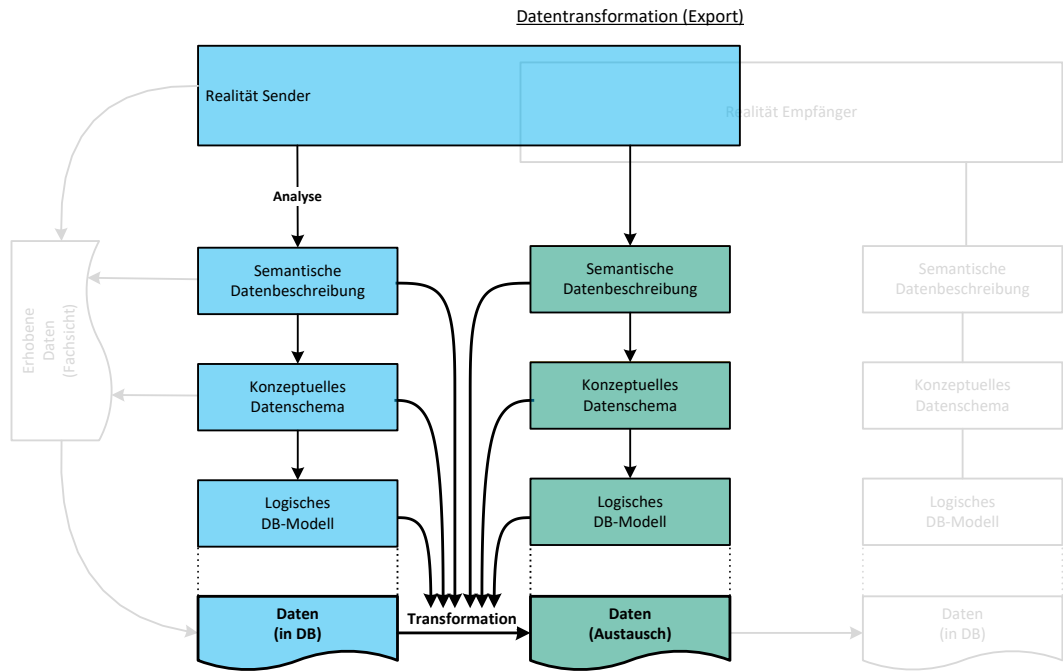 Datentransformation (Export)
Realität Sender
Realität Empfänger
Analyse
Erhobene
Daten
(Fachsicht)
Semantische
Datenbeschreibung
Semantische
Datenbeschreibung
Semantische
Datenbeschreibung
Konzeptuelles
Datenschema
Konzeptuelles
Datenschema
Konzeptuelles
Datenschema
Logisches
DB-Modell
Logisches
DB-Modell
Logisches
DB-Modell
Daten
(in DB)
Transformation
Daten
(Austausch)
Daten
(in DB)